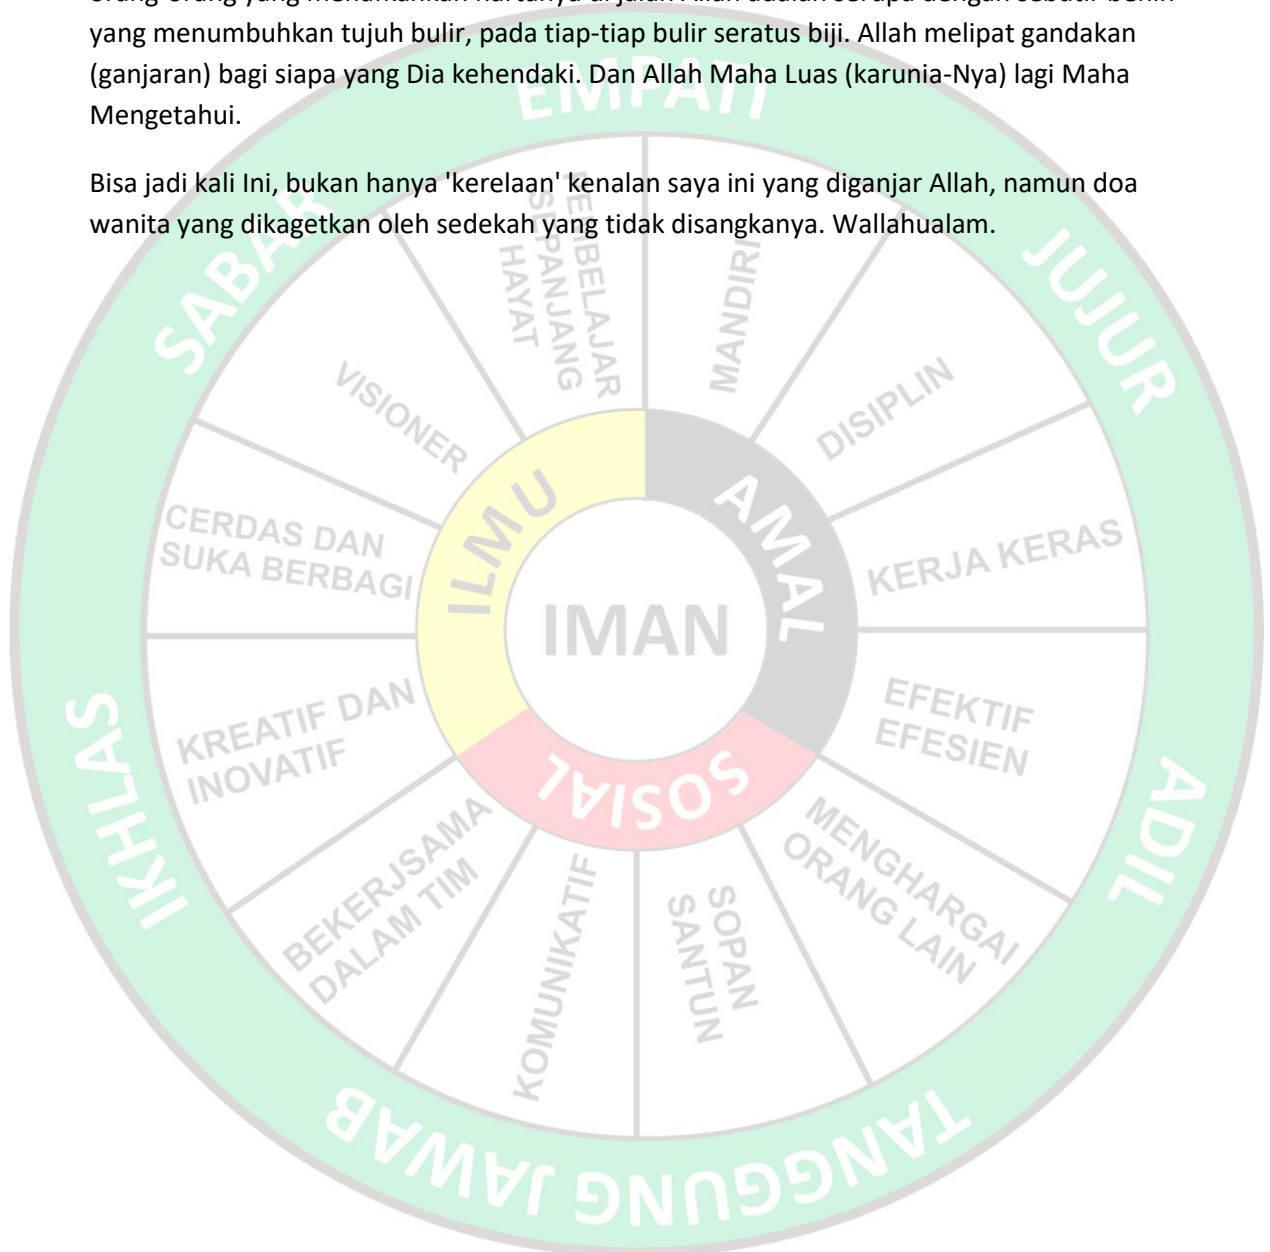 yang menumbuhkan tujuh bulir, pada tiap-tiap bulir seratus biji. Allah melipat gandakan
(ganjaran) bagi siapa yang Dia kehendaki. Dan Allah Maha Luas (karunia-Nya) lagi Maha
Mengetahui.
Bisa jadi kali Ini, bukan hanya 'kerelaan' kenalan saya ini yang diganjar Allah, namun doa
wanita yang dikagetkan oleh sedekah yang tidak disangkanya. Wallahualam.
EMPATI
SABAR
JUJUR
PEMBELAJAR
SEPANJANG
HAYAT
MANDIRI
VISIONER
DISIPLIN
CERDAS DAN
SUKA BERBAGI
ILMU
AMAL
KERJA KERAS
IMAN
KREATIF DAN
INOVATIF
EFEKTIF
EFESIEN
IKHLAS
SOSIAL
ADIL
BEKERJSAMA
DALAM TIM
KOMUNIKATIF
SOPAN
SANTUN
MENGHARGAI
ORANG LAIN
TANGGUNG JAWAB